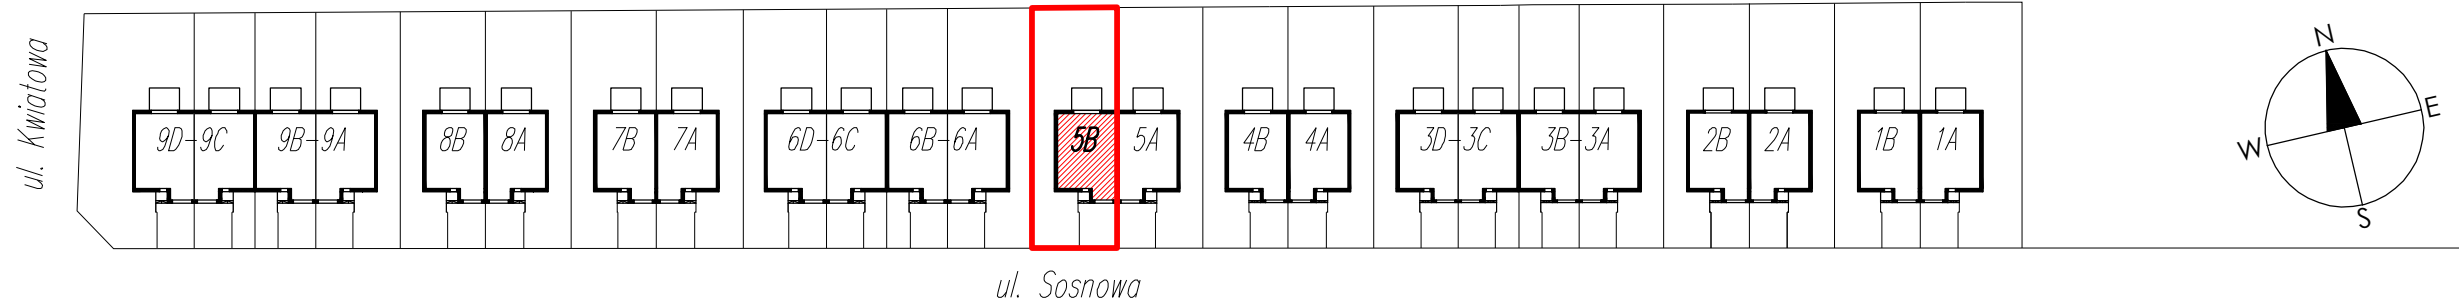 ul. Kwiatowa
9D-9C 9B-9A 8B 8A 7B 7A 6D-6C 6B-6A 5B 5A 4B 4A 3D-3C 3B-3A 2B 2A 1B 1A
ul. Sosnowa
N
E
W
S